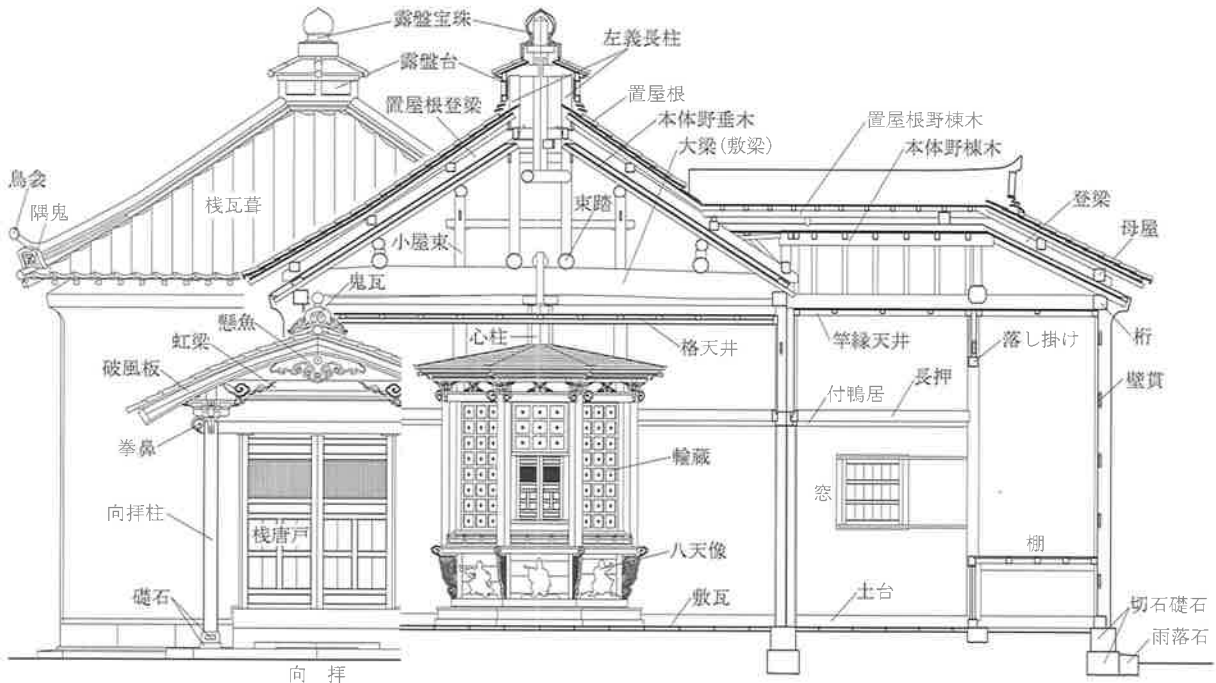 露盤宝珠
左義長柱
露盤台
置屋根
置屋根登梁
本体野垂木
置屋根野棟木
大梁(敷梁)
本体野棟木
鳥衾
隅鬼
桟瓦葺
束踏
登梁
母屋
小屋束
鬼瓦
懸魚
心柱
格天井
竿縁天井
落し掛け
桁
虹梁
破風板
長押
壁貫
付鴨居
拳鼻
輪蔵
窓
向拝柱
桟唐戸
八天像
棚
礎石
敷瓦
土台
切石礎石
雨落石
向 拝